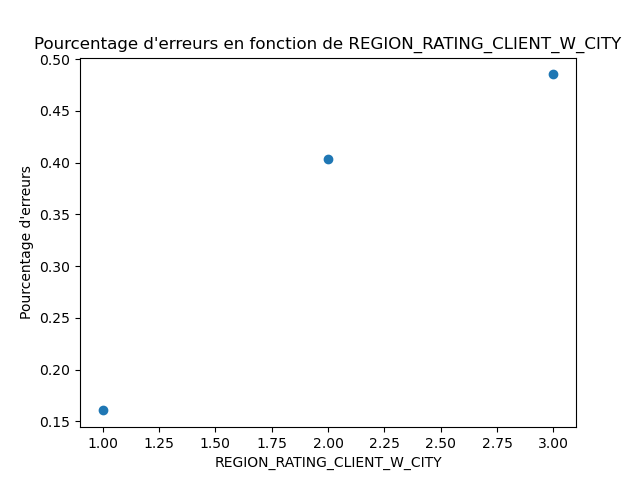 Pourcentage d'erreurs en fonction de REGION_RATING_CLIENT_W_CITY
0.50
0.45
0.40
0.35
0.30
0.25
0.20
0.15
Pourcentage d'erreurs
1.00 1.25 1.50 1.75 2.00 2.25 2.50 2.75 3.00
REGION_RATING_CLIENT_W_CITY